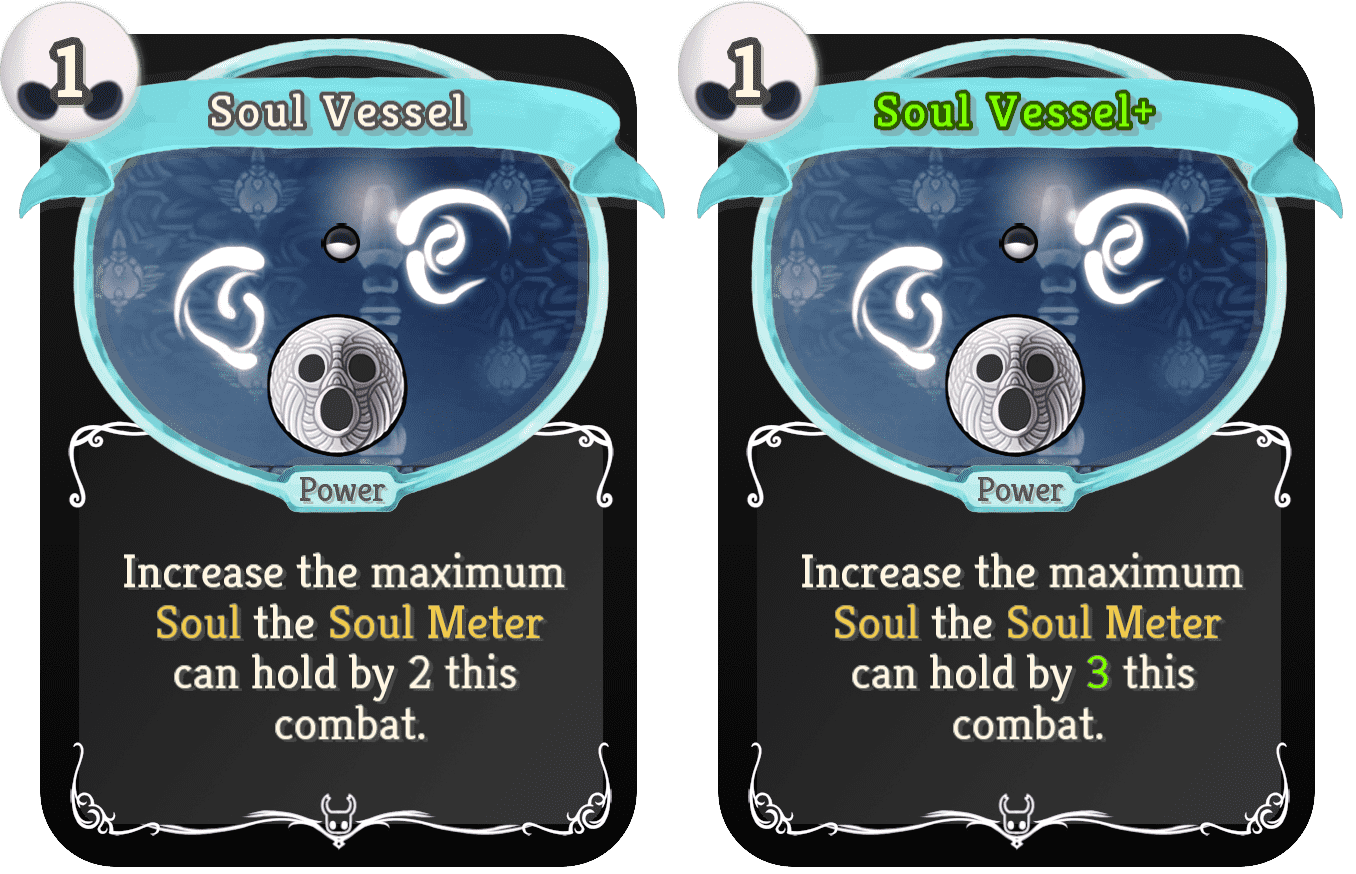 1
Soul Vessel
Power
Increase the maximum
Soul the Soul Meter
can hold by 2 this
combat.
1
Soul Vessel+
Power
Increase the maximum
Soul the Soul Meter
can hold by 3 this
combat.